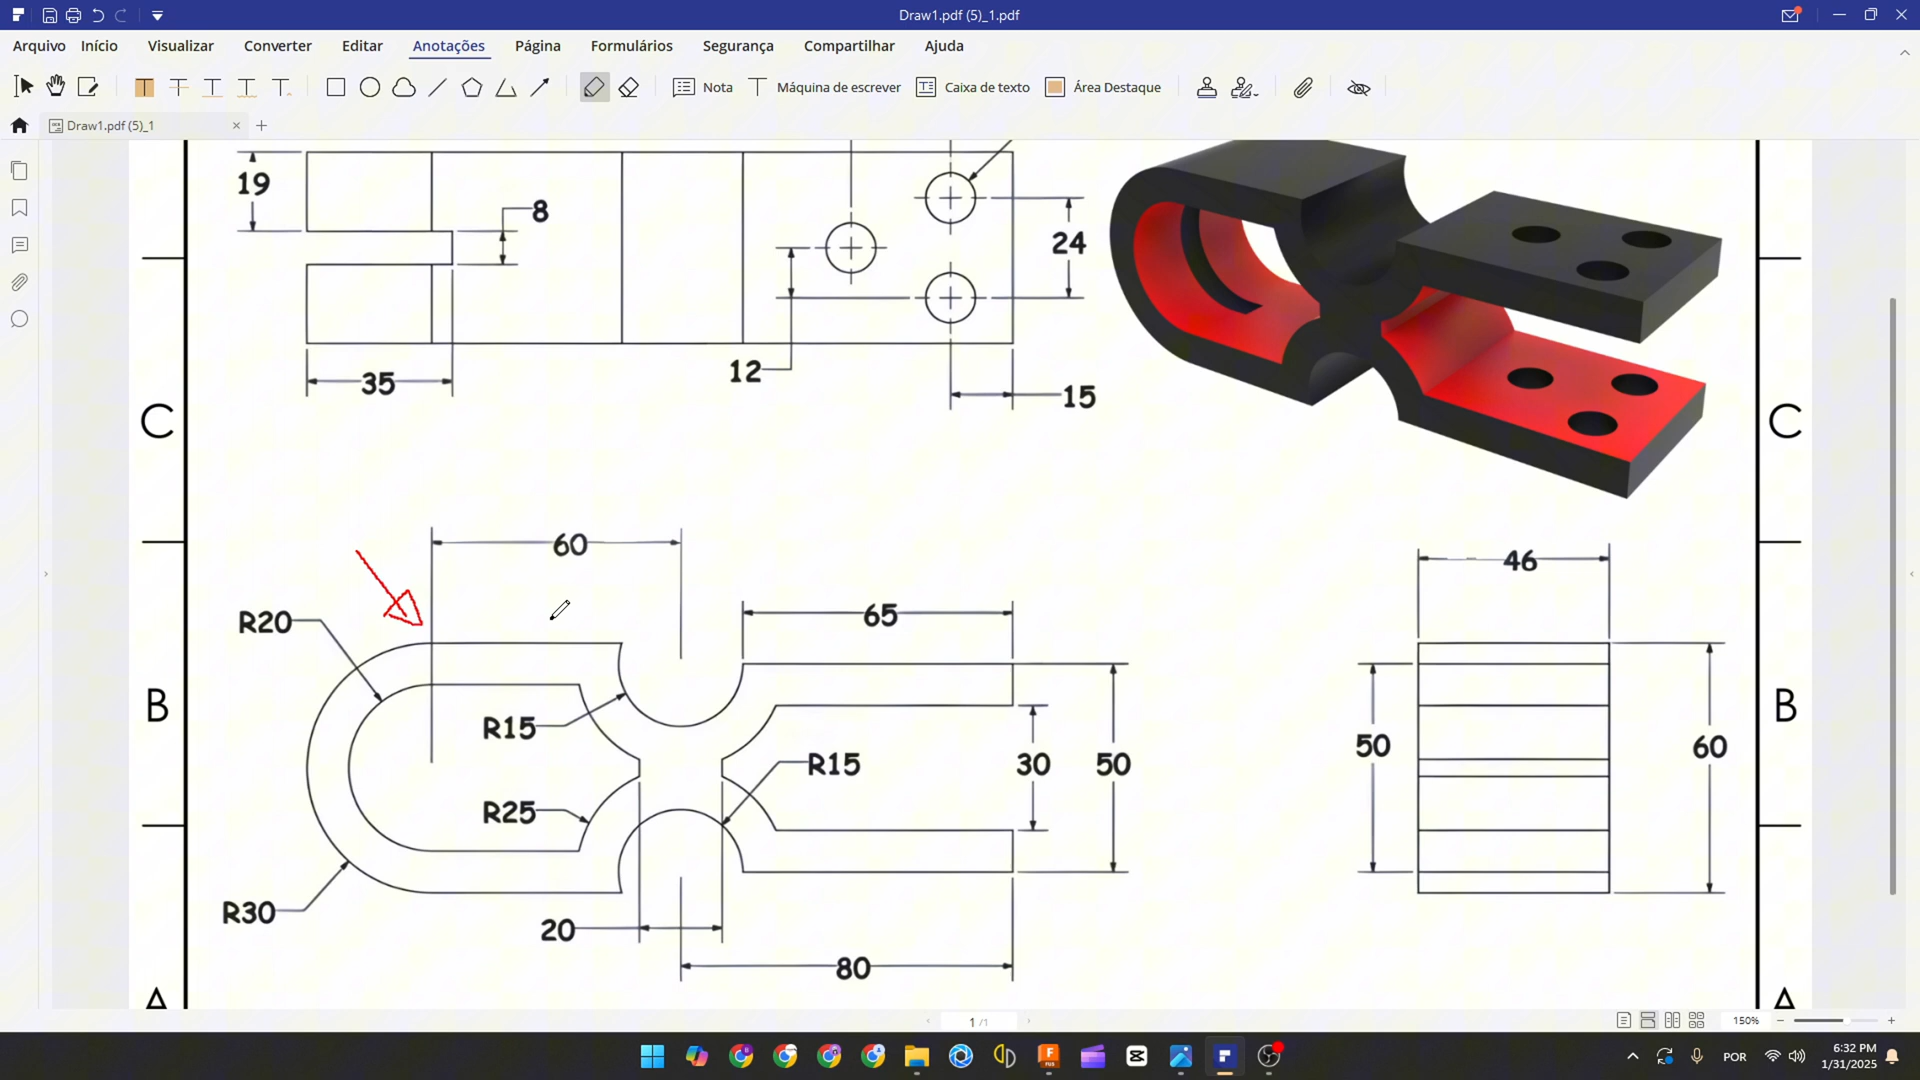 Draw1.pdf (5)_1.pdf
Arquivo Início Visualizar Converter Editar Anotações Página Formulários Segurança Compartilhar Ajuda
Nota Máquina de escrever Caixa de texto Área Destaque
Draw1.pdf (5)_1
19
8
24
12
35
15
C
C
60
46
R20
65
B
B
R15
R15
30
50
50
60
R25
R30
20
80
A
A
1 /1
150%
POR
6:32 PM
1/31/2025